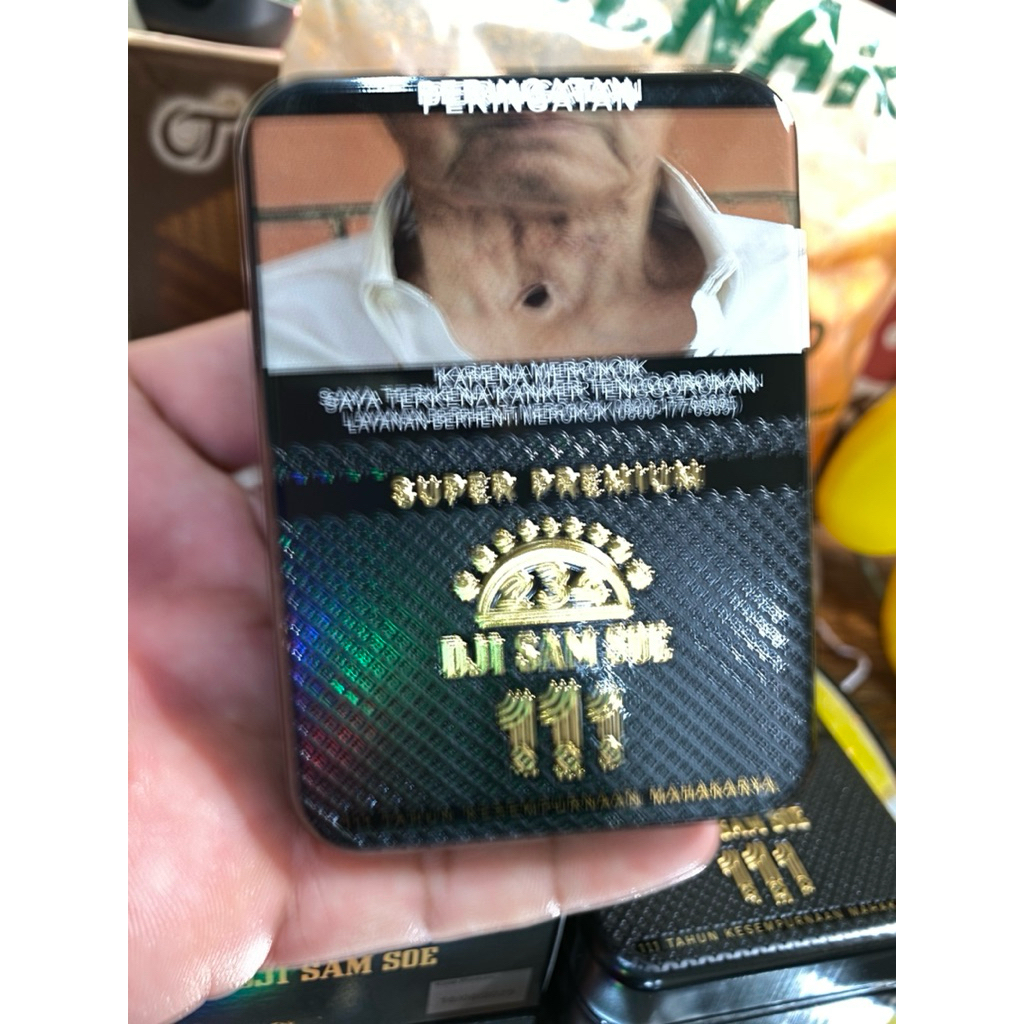 PERINGATAN
KARENA MEROKOK
SAYA TERKENA KANKER TENGGOROKAN
LAYANAN BERHENTI MEROKOK (0800-177-6565)
SUPER PREMIUM
234
DJI SAM SOE
111
111 TAHUN KESEMPURNAAN MAHAKARYA
SAM SOE
111
111 TAHUN KESEMPURNAAN
DJI SAM SOE